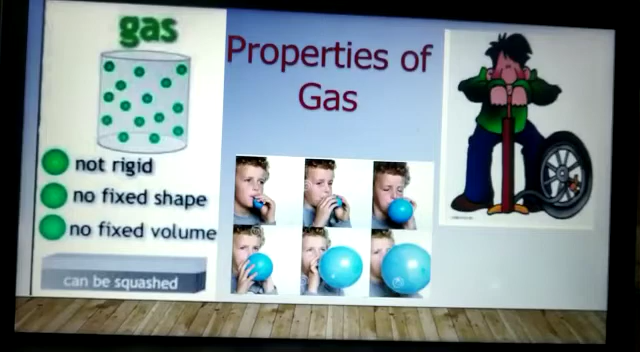 gas
not rigid
no fixed shape
no fixed volume
can be squashed
Properties of
Gas